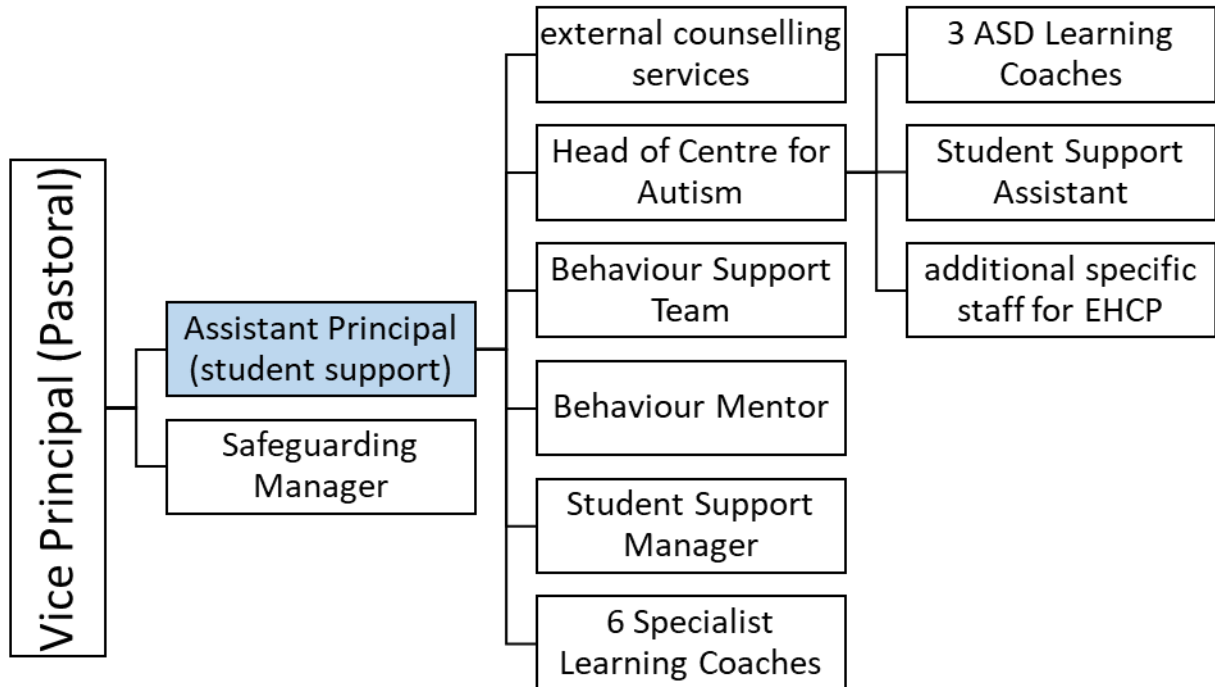 Vice Principal (Pastoral)
Assistant Principal
(student support)
Safeguarding
Manager
external counselling
services
Head of Centre for
Autism
Behaviour Support
Team
Behaviour Mentor
Student Support
Manager
6 Specialist
Learning Coaches
3 ASD Learning
Coaches
Student Support
Assistant
additional specific
staff for EHCP